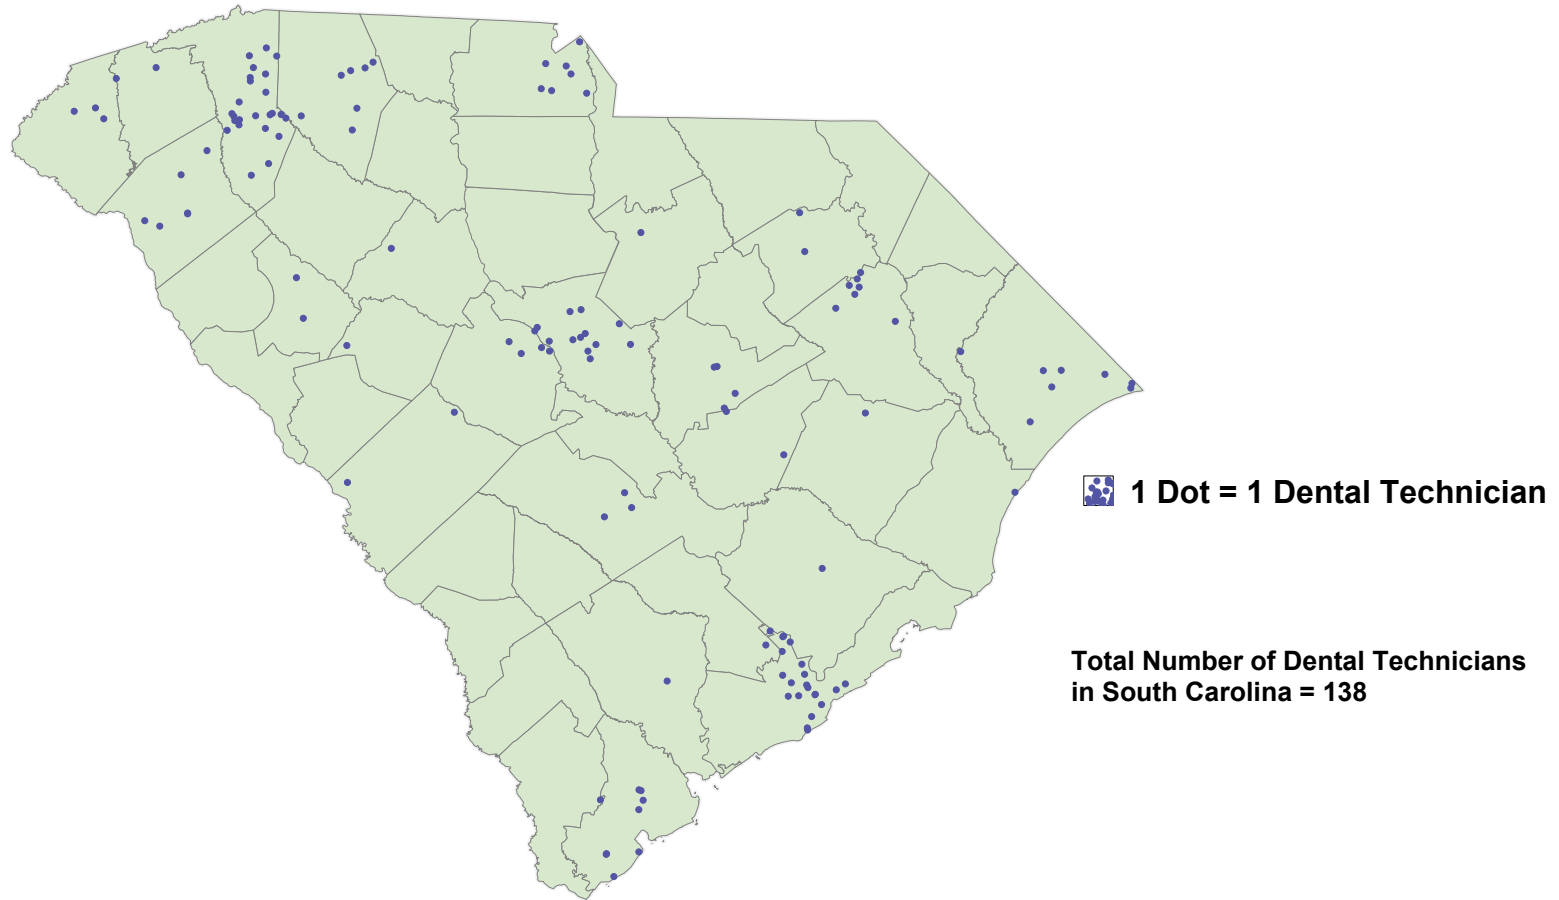 1 Dot = 1 Dental Technician
Total Number of Dental Technicians
in South Carolina = 138